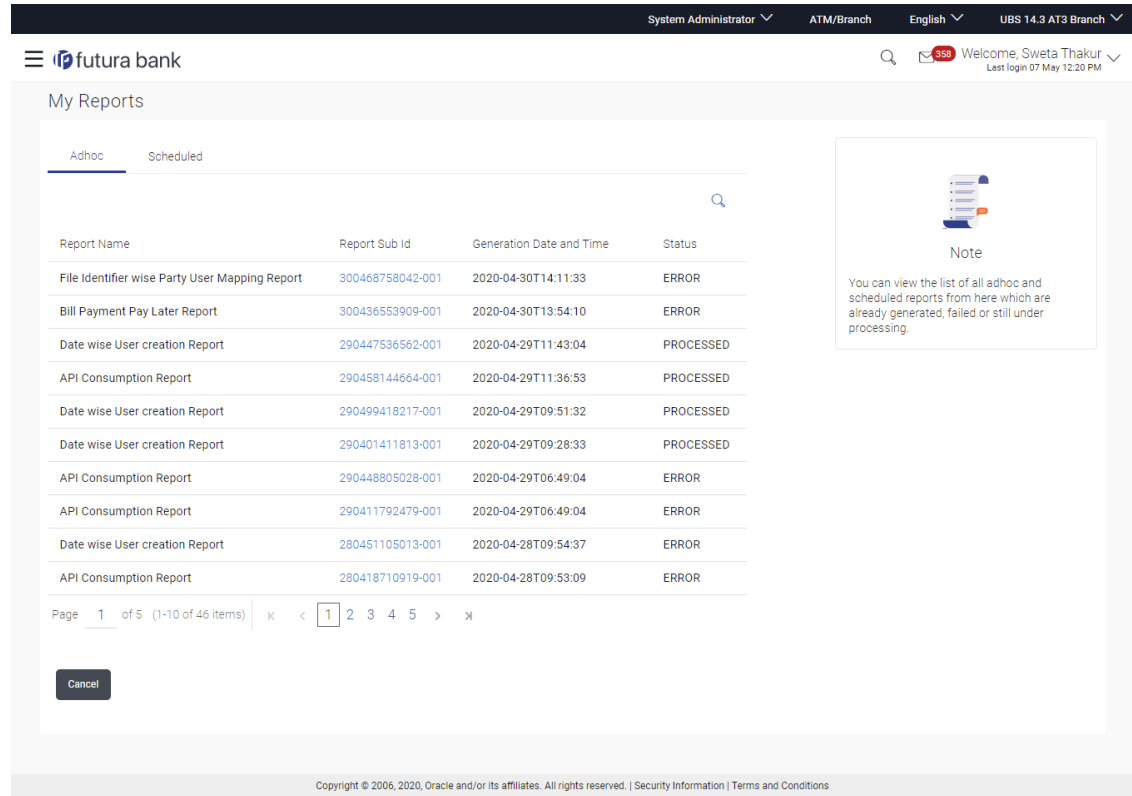 System Administrator ATM/Branch English UBS 14.3 AT3 Branch
futura bank 358 Welcome, Sweta Thakur
Last login 07 May 12:20 PM
My Reports
Adhoc Scheduled
Report Name Report Sub Id Generation Date and Time Status
File Identifier wise Party User Mapping Report 300468758042-001 2020-04-30T14:11:33 ERROR
Bill Payment Pay Later Report 300436553909-001 2020-04-30T13:54:10 ERROR
Date wise User creation Report 290447536562-001 2020-04-29T11:43:04 PROCESSED
API Consumption Report 290458144664-001 2020-04-29T11:36:53 PROCESSED
Date wise User creation Report 290499418217-001 2020-04-29T09:51:32 PROCESSED
Date wise User creation Report 290401411813-001 2020-04-29T09:28:33 PROCESSED
API Consumption Report 290448805028-001 2020-04-29T06:49:04 ERROR
API Consumption Report 290411792479-001 2020-04-29T06:49:04 ERROR
Date wise User creation Report 280451105013-001 2020-04-28T09:54:37 ERROR
API Consumption Report 280418710919-001 2020-04-28T09:53:09 ERROR
Page 1 of 5 (1-10 of 46 items) 1 2 3 4 5
Cancel
Note
You can view the list of all adhoc and
scheduled reports from here which are
already generated, failed or still under
processing.
Copyright © 2006, 2020, Oracle and/or its affiliates. All rights reserved. | Security Information | Terms and Conditions